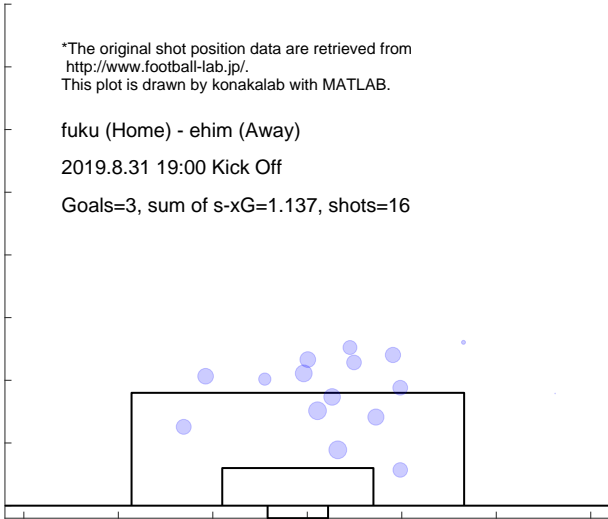 *The original shot position data are retrieved from
http://www.football-lab.jp/.
This plot is drawn by konakalab with MATLAB.
fuku (Home) - ehim (Away)
2019.8.31 19:00 Kick Off
Goals=3, sum of s-xG=1.137, shots=16